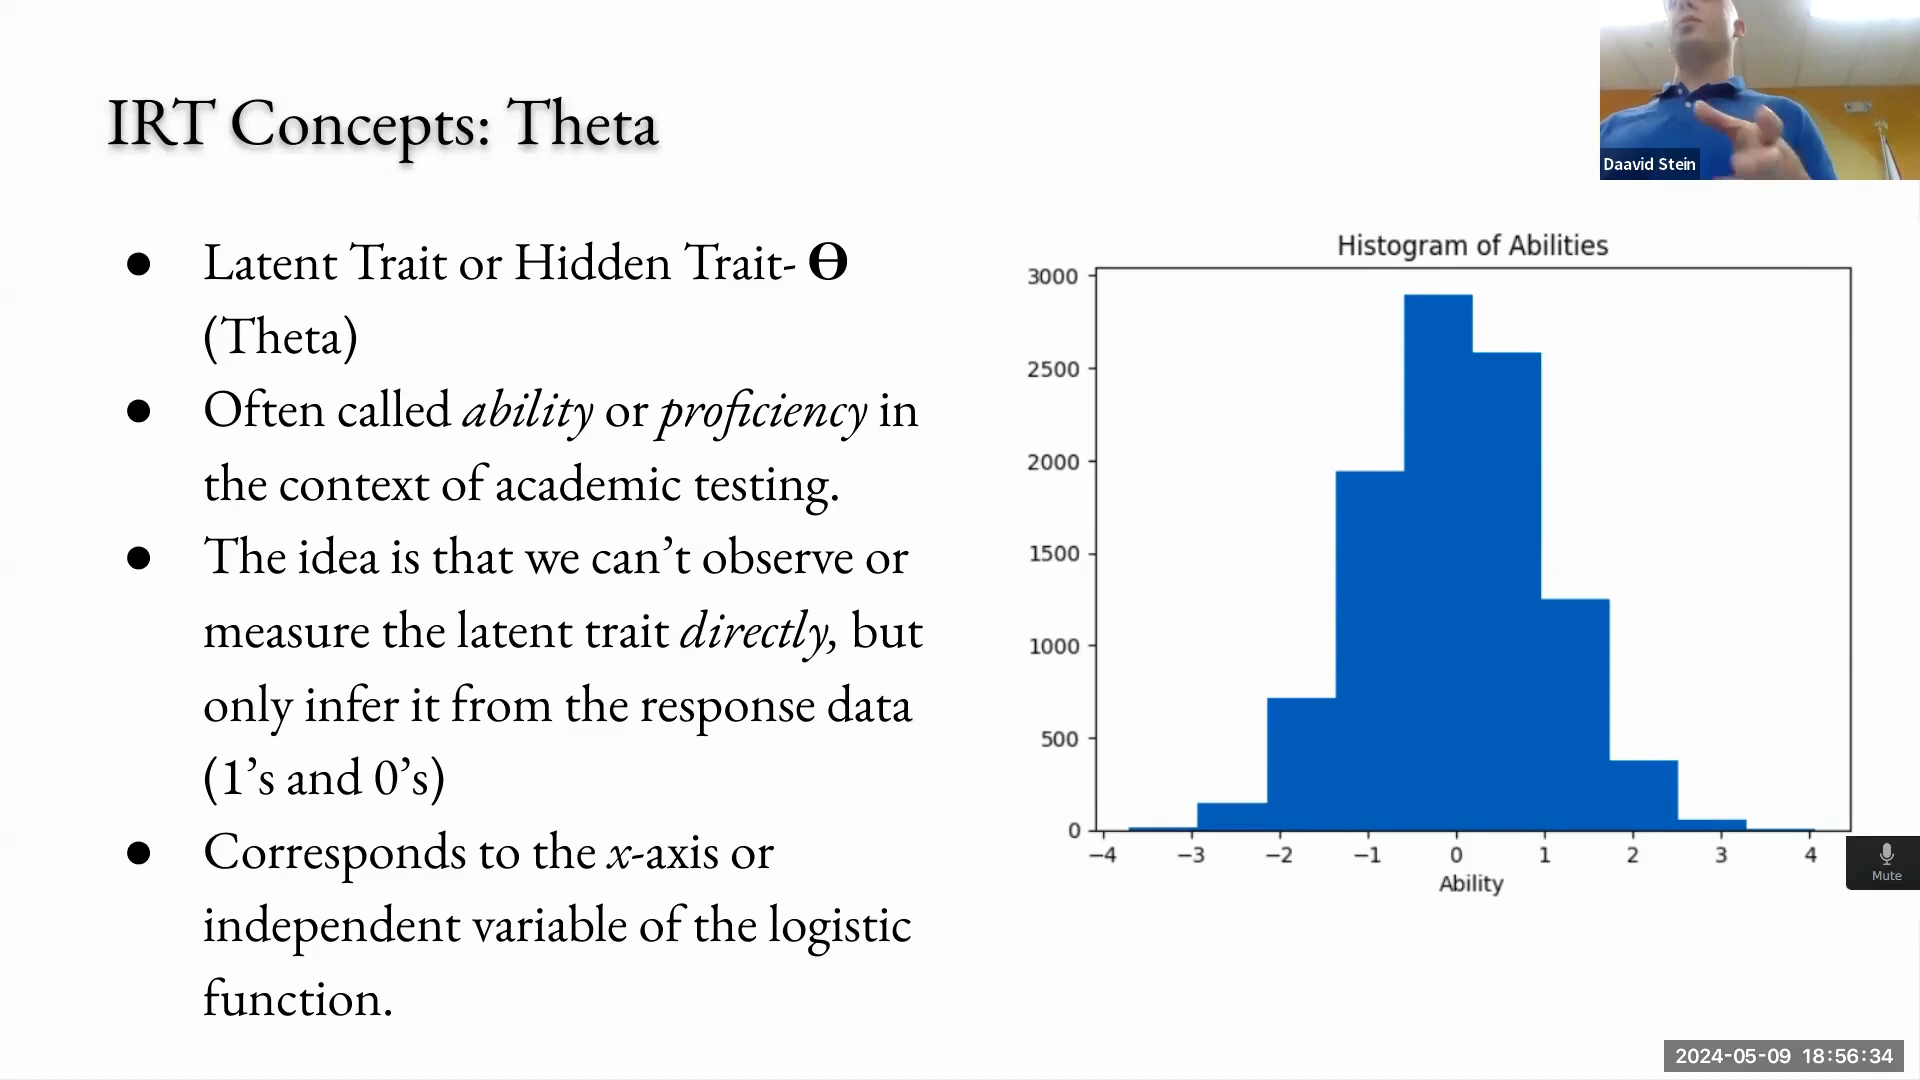 IRT Concepts: Theta
Daavid Stein
● Latent Trait or Hidden Trait- Ɵ
(Theta)
● Often called ability or proficiency in
the context of academic testing.
● The idea is that we can’t observe or
measure the latent trait directly, but
only infer it from the response data
(1’s and 0’s)
● Corresponds to the x-axis or
independent variable of the logistic
function.
Histogram of Abilities
3000
2500
2000
1500
1000
500
0
−4 −3 −2 −1 0 1 2 3 4
Ability
Mute
2024-05-09 18:56:34